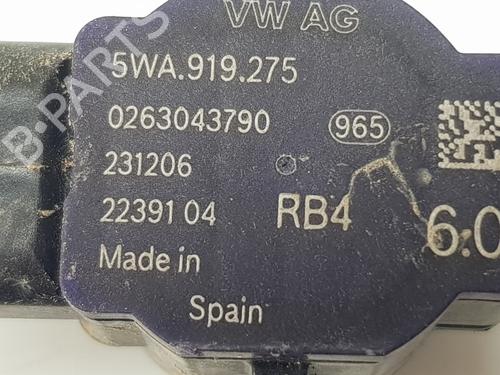 VW AG
5WA.919.275
0263043790 965
231206
2239104 RB4 6.0
Made in
Spain
B-PARTS